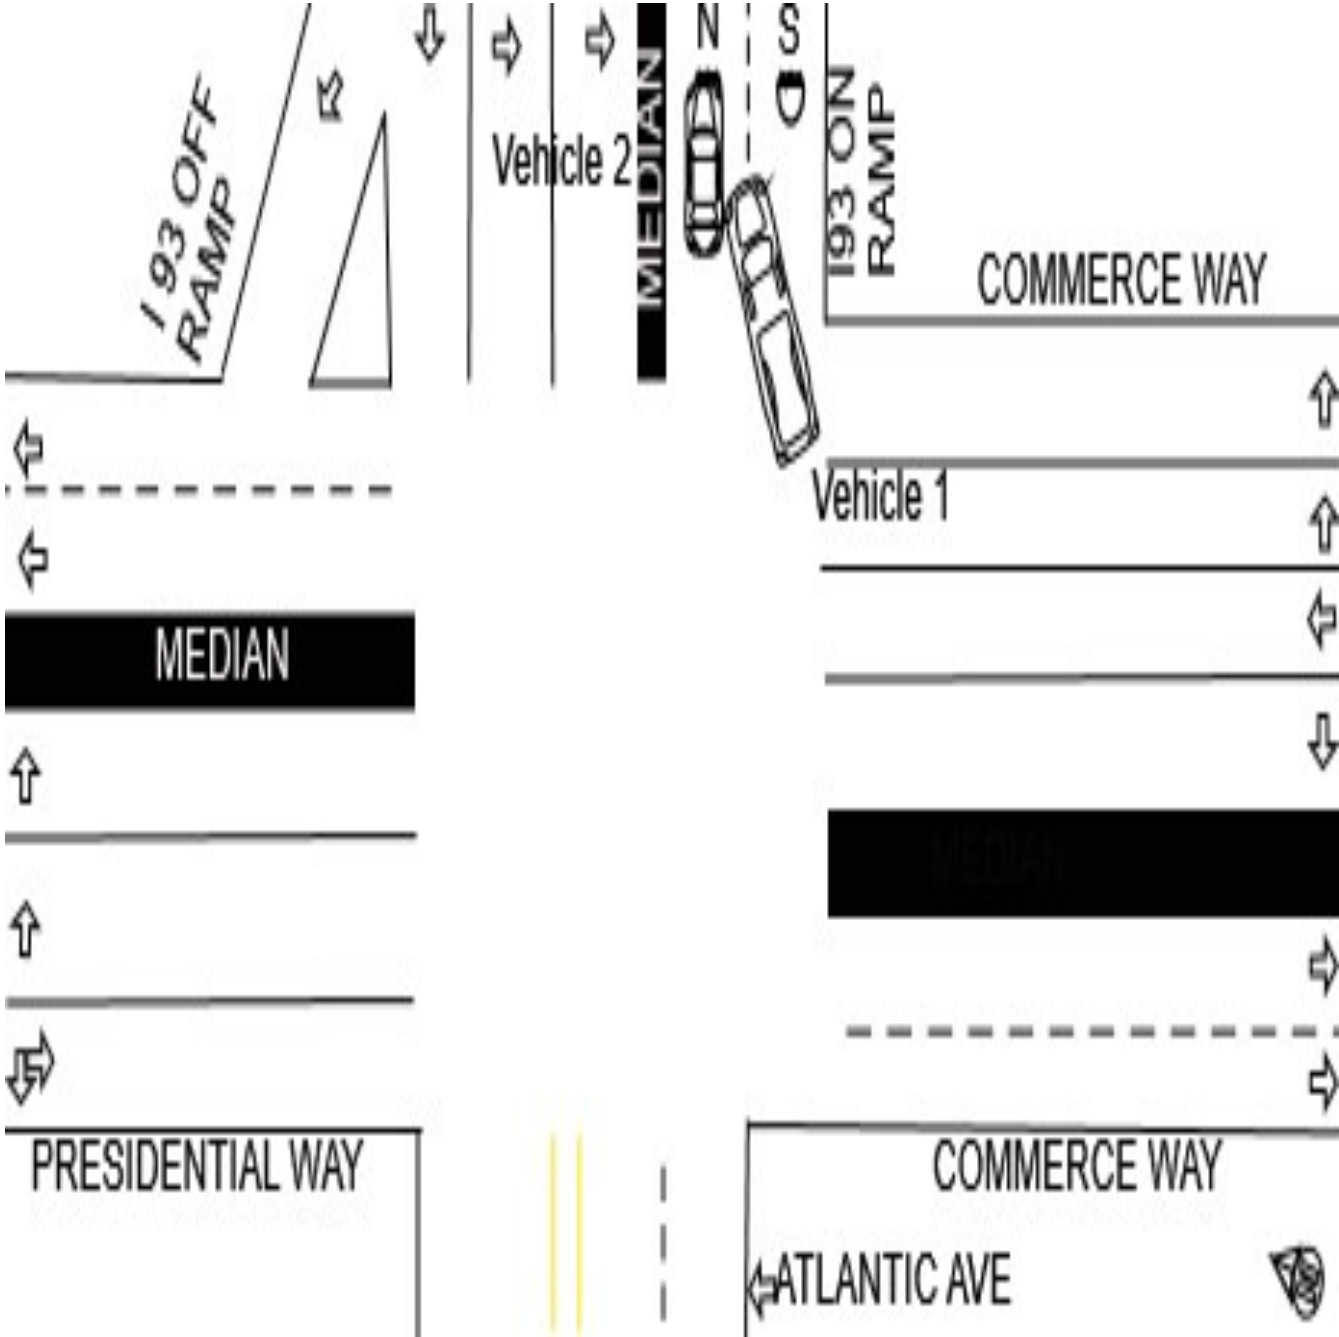 N
S
MEDIAN
I 93 OFF
RAMP
Vehicle 2
I93 ON
RAMP
COMMERCE WAY
Vehicle 1
MEDIAN
MEDIAN
PRESIDENTIAL WAY
COMMERCE WAY
ATLANTIC AVE